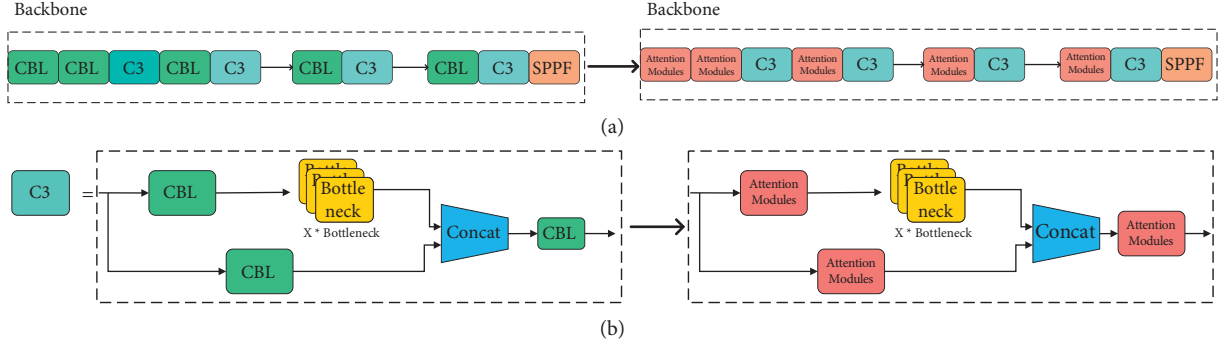 Backbone
CBL CBL C3 CBL C3 CBL C3 CBL C3 SPPF
Backbone
Attention Modules Attention Modules C3 Attention Modules C3 Attention Modules C3 Attention Modules C3 SPPF
(a)
C3 =
CBL
Bottle
Bottle
neck
X * Bottleneck
CBL
Concat
CBL
Attention
Modules
Bottle
Bottle
neck
X * Bottleneck
Attention
Modules
Concat
Attention
Modules
(b)